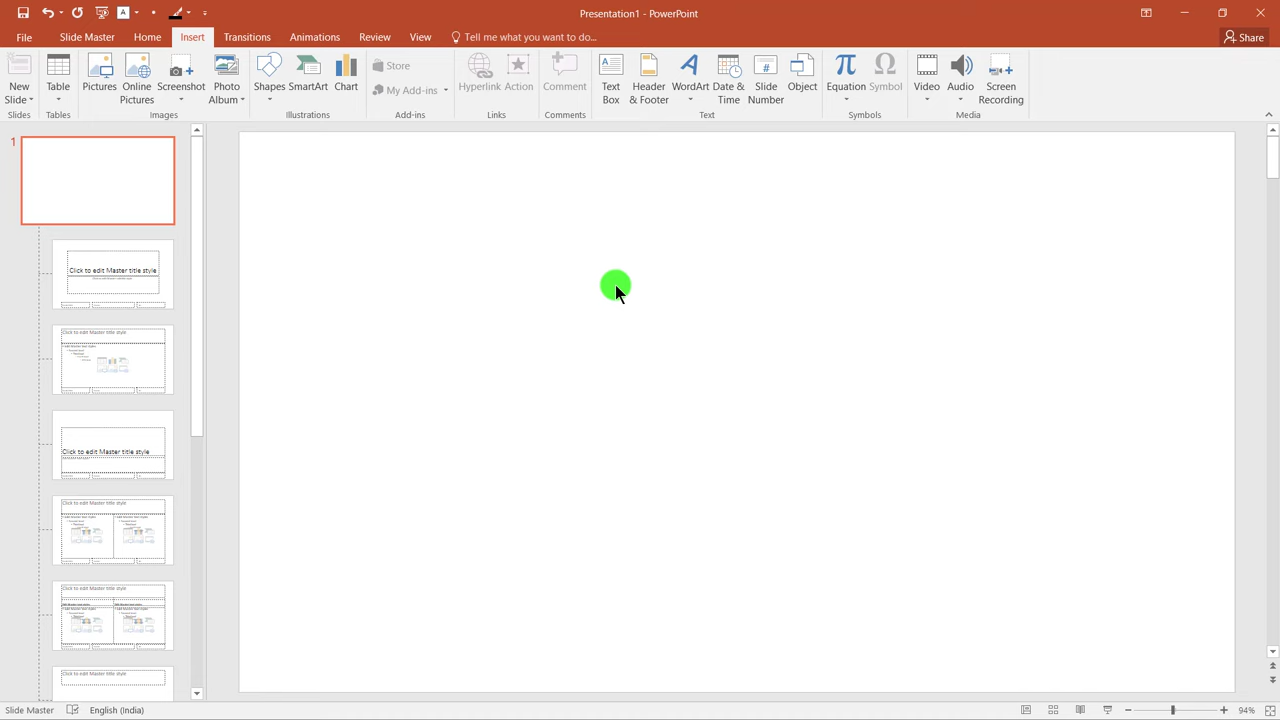 Presentation1 - PowerPoint
File Slide Master Home Insert Transitions Animations Review View Tell me what you want to do... Share
New Slide Table Pictures Online Pictures Screenshot Photo Album Shapes SmartArt Chart Store My Add-ins Hyperlink Action Comment Text Box Header & Footer WordArt Date & Time Slide Number Object Equation Symbol Video Audio Screen Recording
Slides Tables Images Illustrations Add-ins Links Comments Text Symbols Media
1
Click to edit Master title style
Click to edit Master title style
Click to edit Master title style
Click to edit Master title style
Click to edit Master title style
Click to edit Master title style
Slide Master English (India) 94%